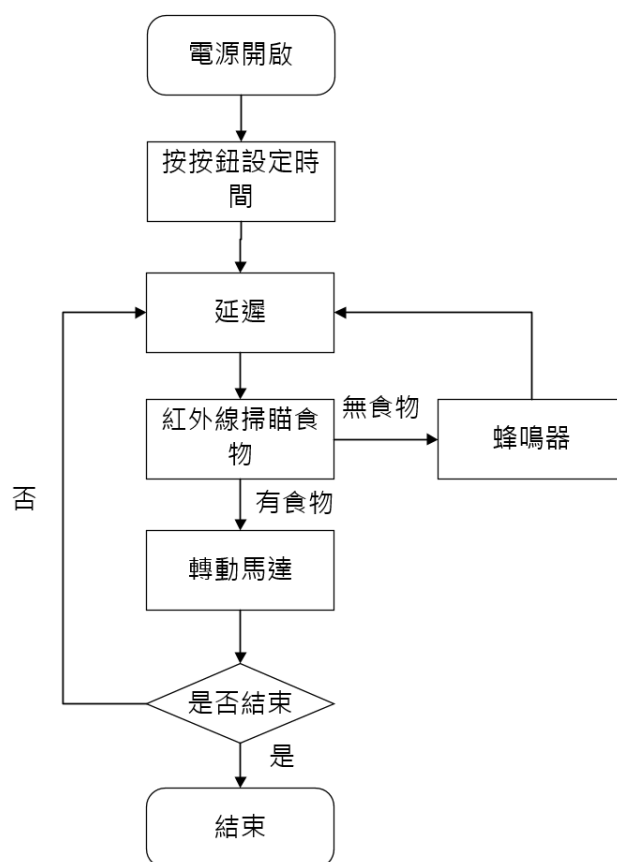 電源開啟
按按鈕設定時
間
延遲
紅外線掃瞄食
物
無食物
蜂鳴器
否
有食物
轉動馬達
是否結束
是
結束